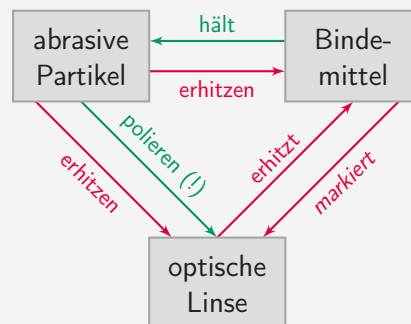 abrasive
Partikel
hält
erhitzen
Binde-
mittel
erhitzen
polieren (!)
erhitzt
markiert
optische
Linse